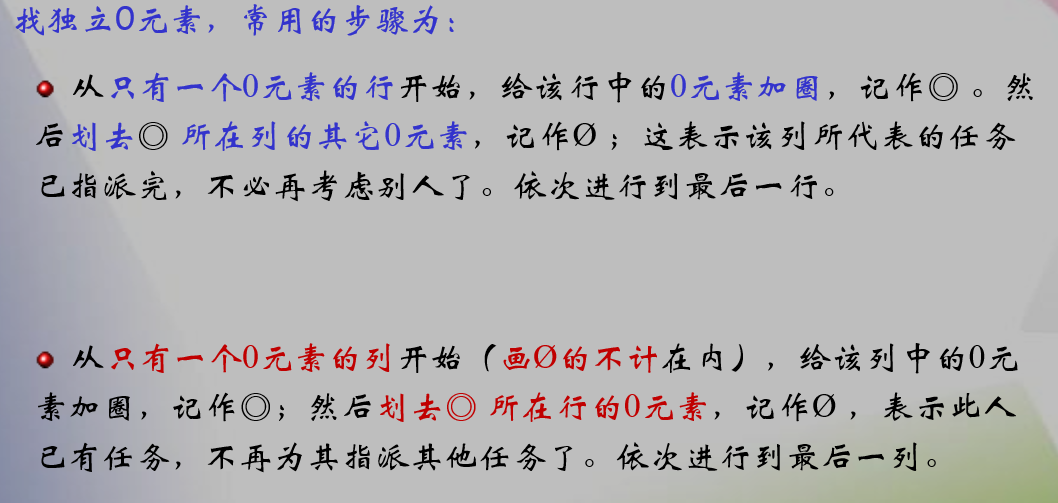 找独立0元素，常用的步骤为：
从只有一个0元素的行开始，给该行中的0元素加圈，记作◎ 。然
后划去◎ 所在列的其它0元素，记作Ø ；这表示该列所代表的任务
已指派完，不必再考虑别人了。依次进行到最后一行。
从只有一个0元素的列开始（画Ø的不计在内），给该列中的0元
素加圈，记作◎；然后划去◎ 所在行的0元素，记作Ø ，表示此人
已有任务，不再为其指派其他任务了。依次进行到最后一列。